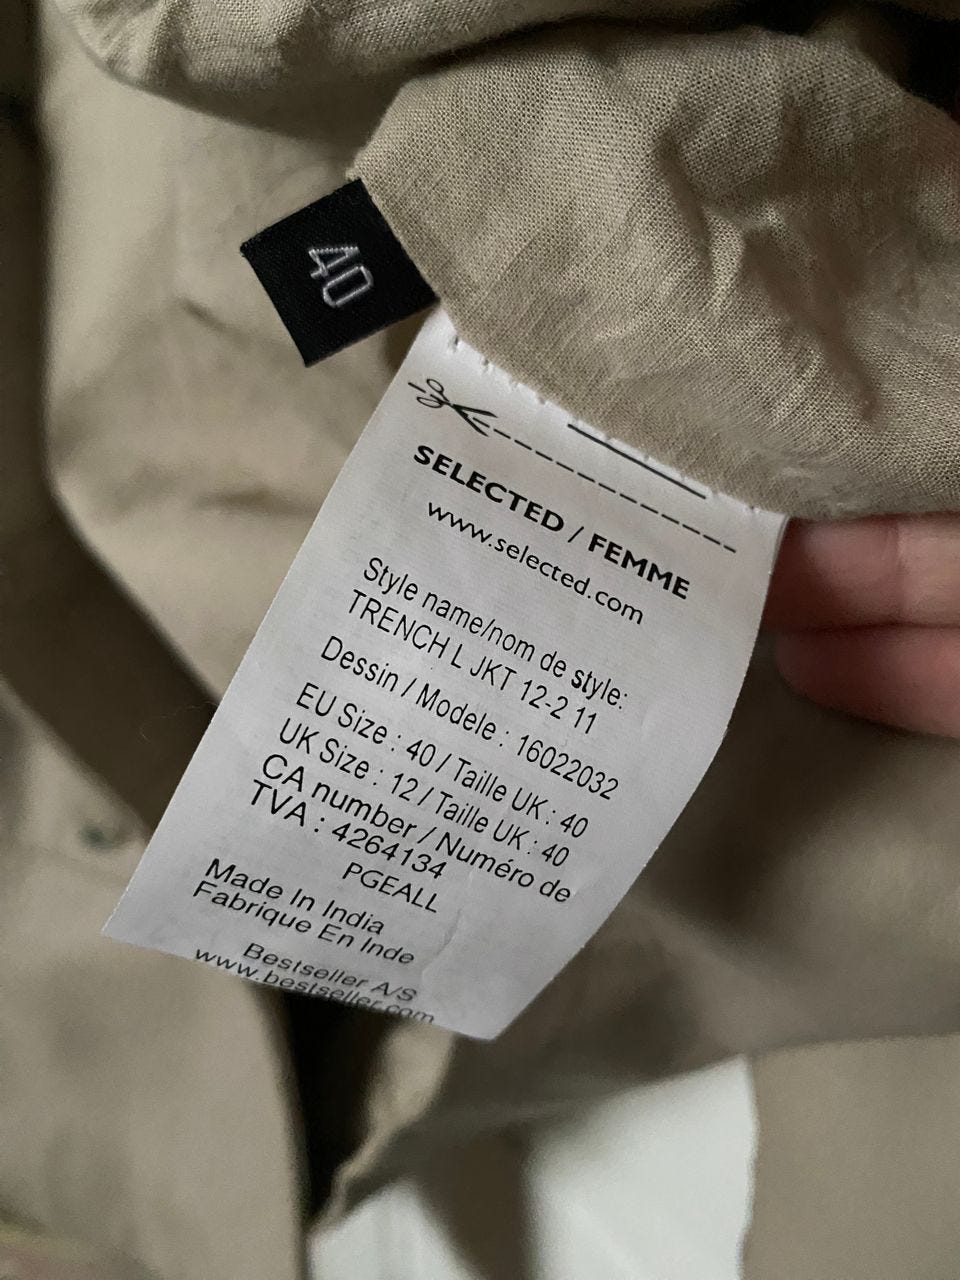 40
SELECTED / FEMME
www.selected.com
Style name/nom de style:
TRENCH L JKT 12-2 11
Dessin / Modele : 16022032
EU Size : 40 / Taille UK : 40
UK Size : 12 / Taille UK : 40
CA number / Numéro de
TVA : 4264134
PGEALL
Made In India
Fabrique En Inde
Bestseller A/S
www.bestseller.com